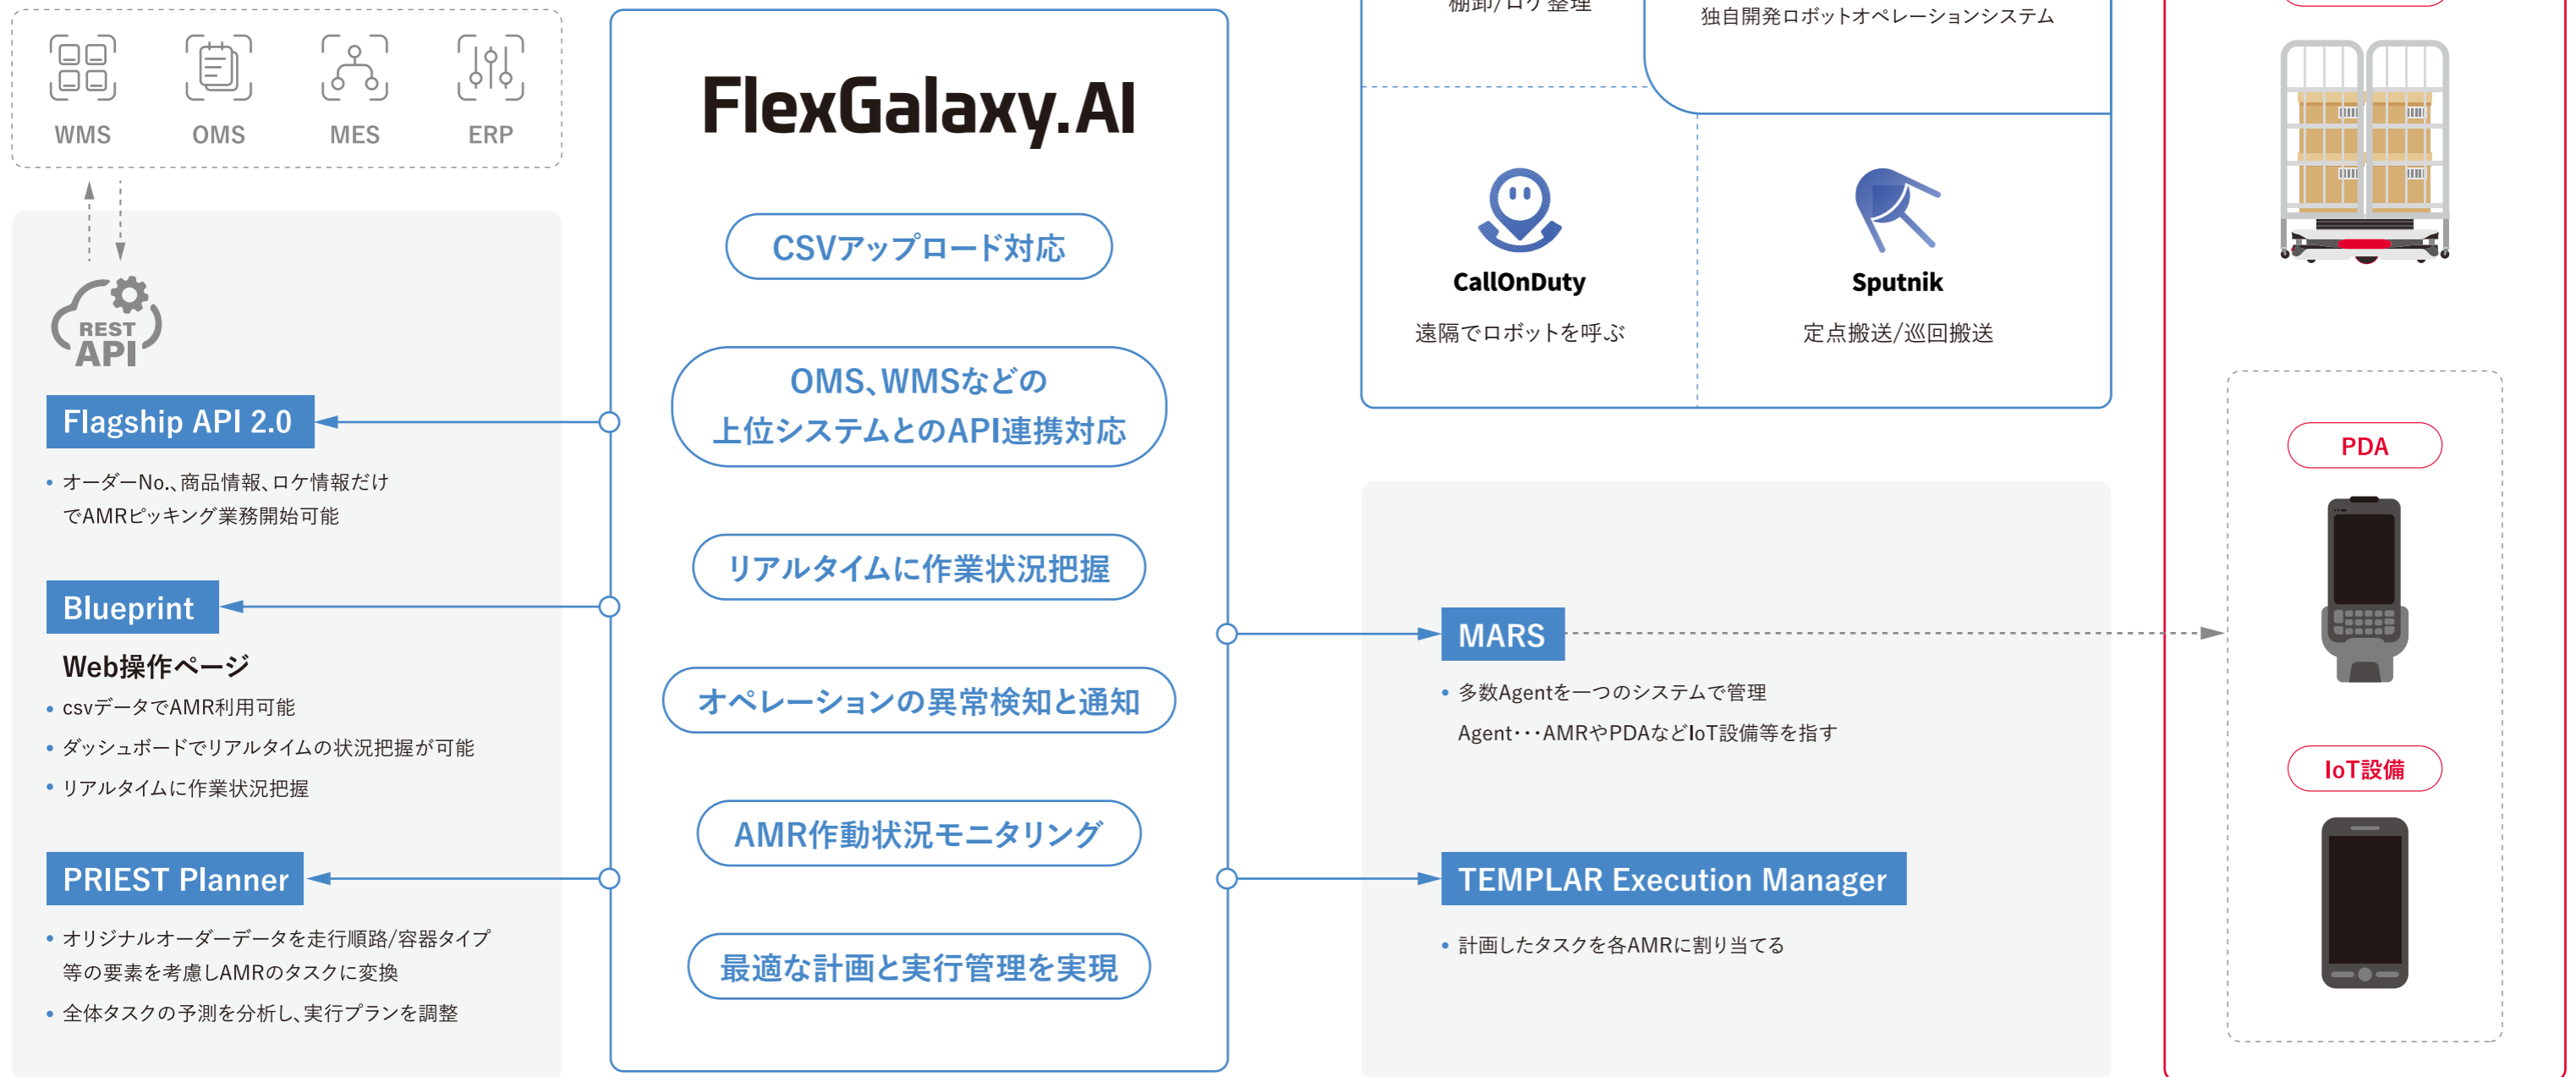 WMS
OMS
MES
ERP
REST
API
Flagship API 2.0
• オーダーNo.、商品情報、ロケ情報だけ
でAMRピッキング業務開始可能
Blueprint
Web操作ページ
• csvデータでAMR利用可能
• ダッシュボードでリアルタイムの状況把握が可能
• リアルタイムに作業状況把握
PRIEST Planner
• オリジナルオーダーデータを走行順路/容器タイプ
等の要素を考慮しAMRのタスクに変換
• 全体タスクの予測を分析し、実行プランを調整
FlexGalaxy.AI
CSVアップロード対応
OMS、WMSなどの
上位システムとのAPI連携対応
リアルタイムに作業状況把握
オペレーションの異常検知と通知
AMR作動状況モニタリング
最適な計画と実行管理を実現
棚卸/ロケ整理
独自開発ロボットオペレーションシステム
CallOnDuty
遠隔でロボットを呼ぶ
Sputnik
定点搬送/巡回搬送
MARS
• 多数Agentを一つのシステムで管理
Agent・・・AMRやPDAなどIoT設備等を指す
TEMPLAR Execution Manager
• 計画したタスクを各AMRに割り当てる
PDA
IoT設備